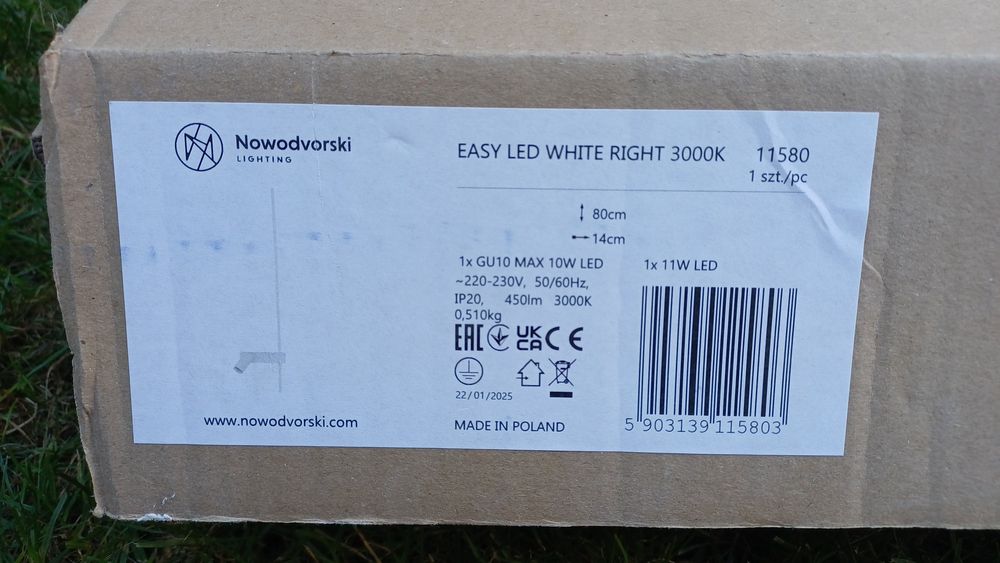 Nowodvorski
LIGHTING
EASY LED WHITE RIGHT 3000K 11580
1 szt./pc
80cm
14cm
1x GU10 MAX 10W LED 1x 11W LED
~220-230V, 50/60Hz,
IP20, 450lm 3000K
0,510kg
EAC UK CA CE
22/01/2025
www.nowodvorski.com
MADE IN POLAND
5 903139 115803